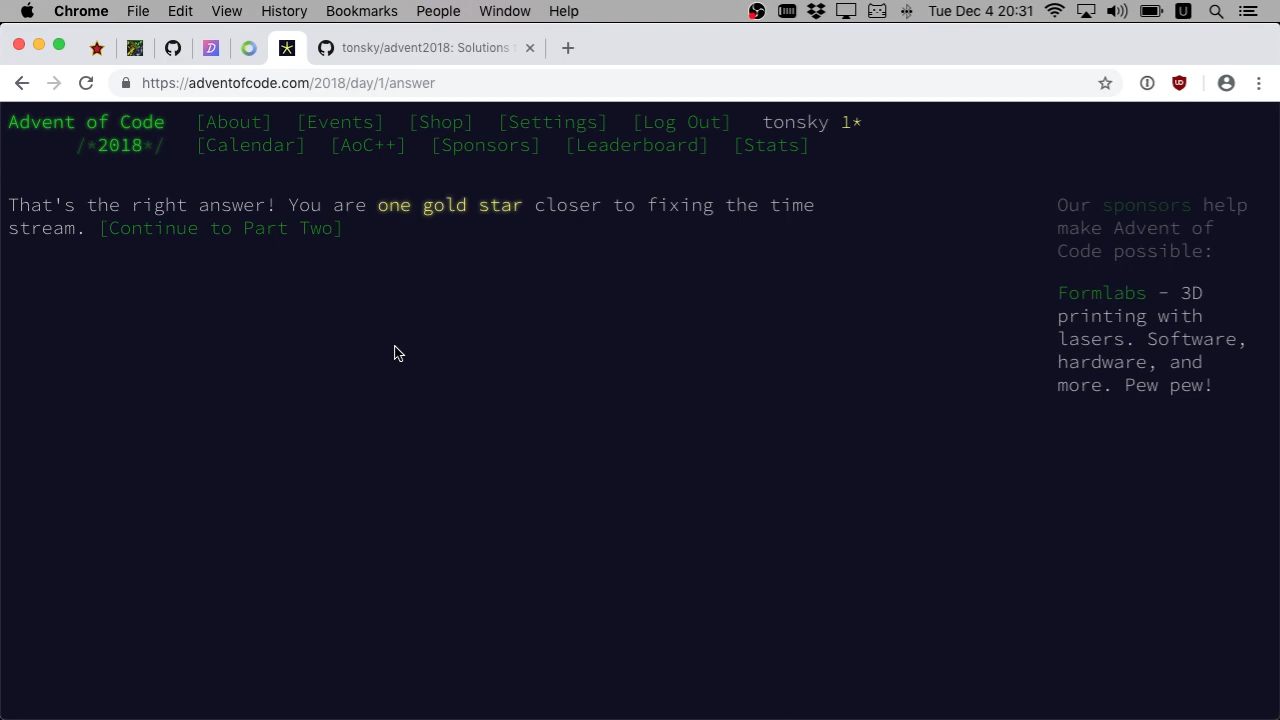 Chrome File Edit View History Bookmarks People Window Help Tue Dec 4 20:31 U
tonsky/advent2018: Solutions
https://adventofcode.com/2018/day/1/answer
Advent of Code [About] [Events] [Shop] [Settings] [Log Out] tonsky 1*
/*2018*/ [Calendar] [AoC++] [Sponsors] [Leaderboard] [Stats]
That's the right answer! You are one gold star closer to fixing the time
stream. [Continue to Part Two]
Our sponsors help
make Advent of
Code possible:
Formlabs - 3D
printing with
lasers. Software,
hardware, and
more. Pew pew!